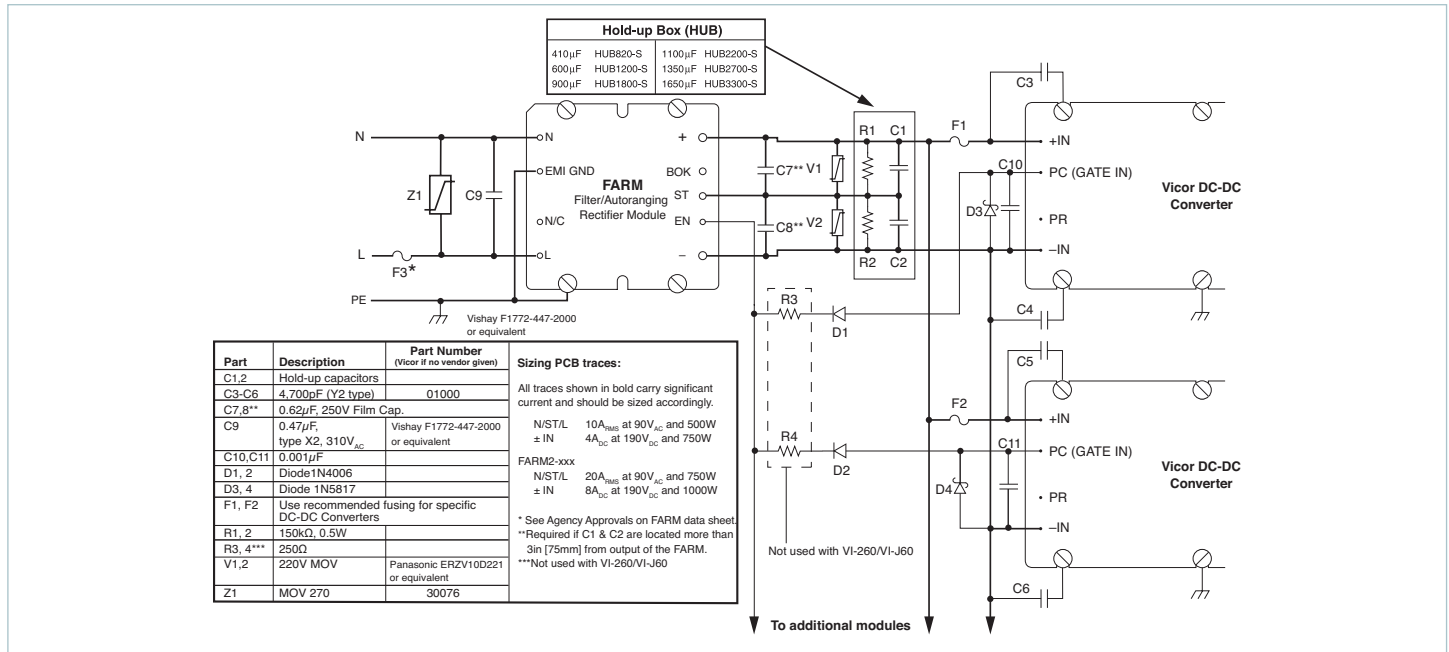 Hold-up Box (HUB)
410µF HUB820-S 1100µF HUB2200-S
600µF HUB1200-S 1350µF HUB2700-S
900µF HUB1800-S 1650µF HUB3300-S
N
Z1
C9
L
F3*
PE
Vishay F1772-447-2000
or equivalent
N
EMI GND
N/C
L
FARM
Filter/Autoranging
Rectifier Module
+
BOK
ST
EN
–
C7** V1
C8** V2
R1 C1
R2 C2
F1
C3
+IN
C10
PC (GATE IN)
D3
PR
–IN
Vicor DC-DC
Converter
C4
R3
D1
C5
F2
+IN
R4
D2
C11
PC (GATE IN)
D4
PR
–IN
Vicor DC-DC
Converter
C6
Not used with VI-260/VI-J60
To additional modules
Part Description Part Number
(Vicor if no vendor given)
C1,2 Hold-up capacitors
C3-C6 4,700pF (Y2 type) 01000
C7,8** 0.62µF, 250V Film Cap.
C9 0.47µF, Vishay F1772-447-2000
type X2, 310VAC or equivalent
C10,C11 0.001µF
D1, 2 Diode1N4006
D3, 4 Diode 1N5817
F1, F2 Use recommended fusing for specific
DC-DC Converters
R1, 2 150kΩ, 0.5W
R3, 4*** 250Ω
V1,2 220V MOV Panasonic ERZV10D221
or equivalent
Z1 MOV 270 30076
Sizing PCB traces:
All traces shown in bold carry significant
current and should be sized accordingly.
N/ST/L 10ARMS at 90VAC and 500W
± IN 4ADC at 190VDC and 750W
FARM2-xxx
N/ST/L 20ARMS at 90VAC and 750W
± IN 8ADC at 190VDC and 1000W
* See Agency Approvals on FARM data sheet.
**Required if C1 & C2 are located more than
3in [75mm] from output of the FARM.
***Not used with VI-260/VI-J60